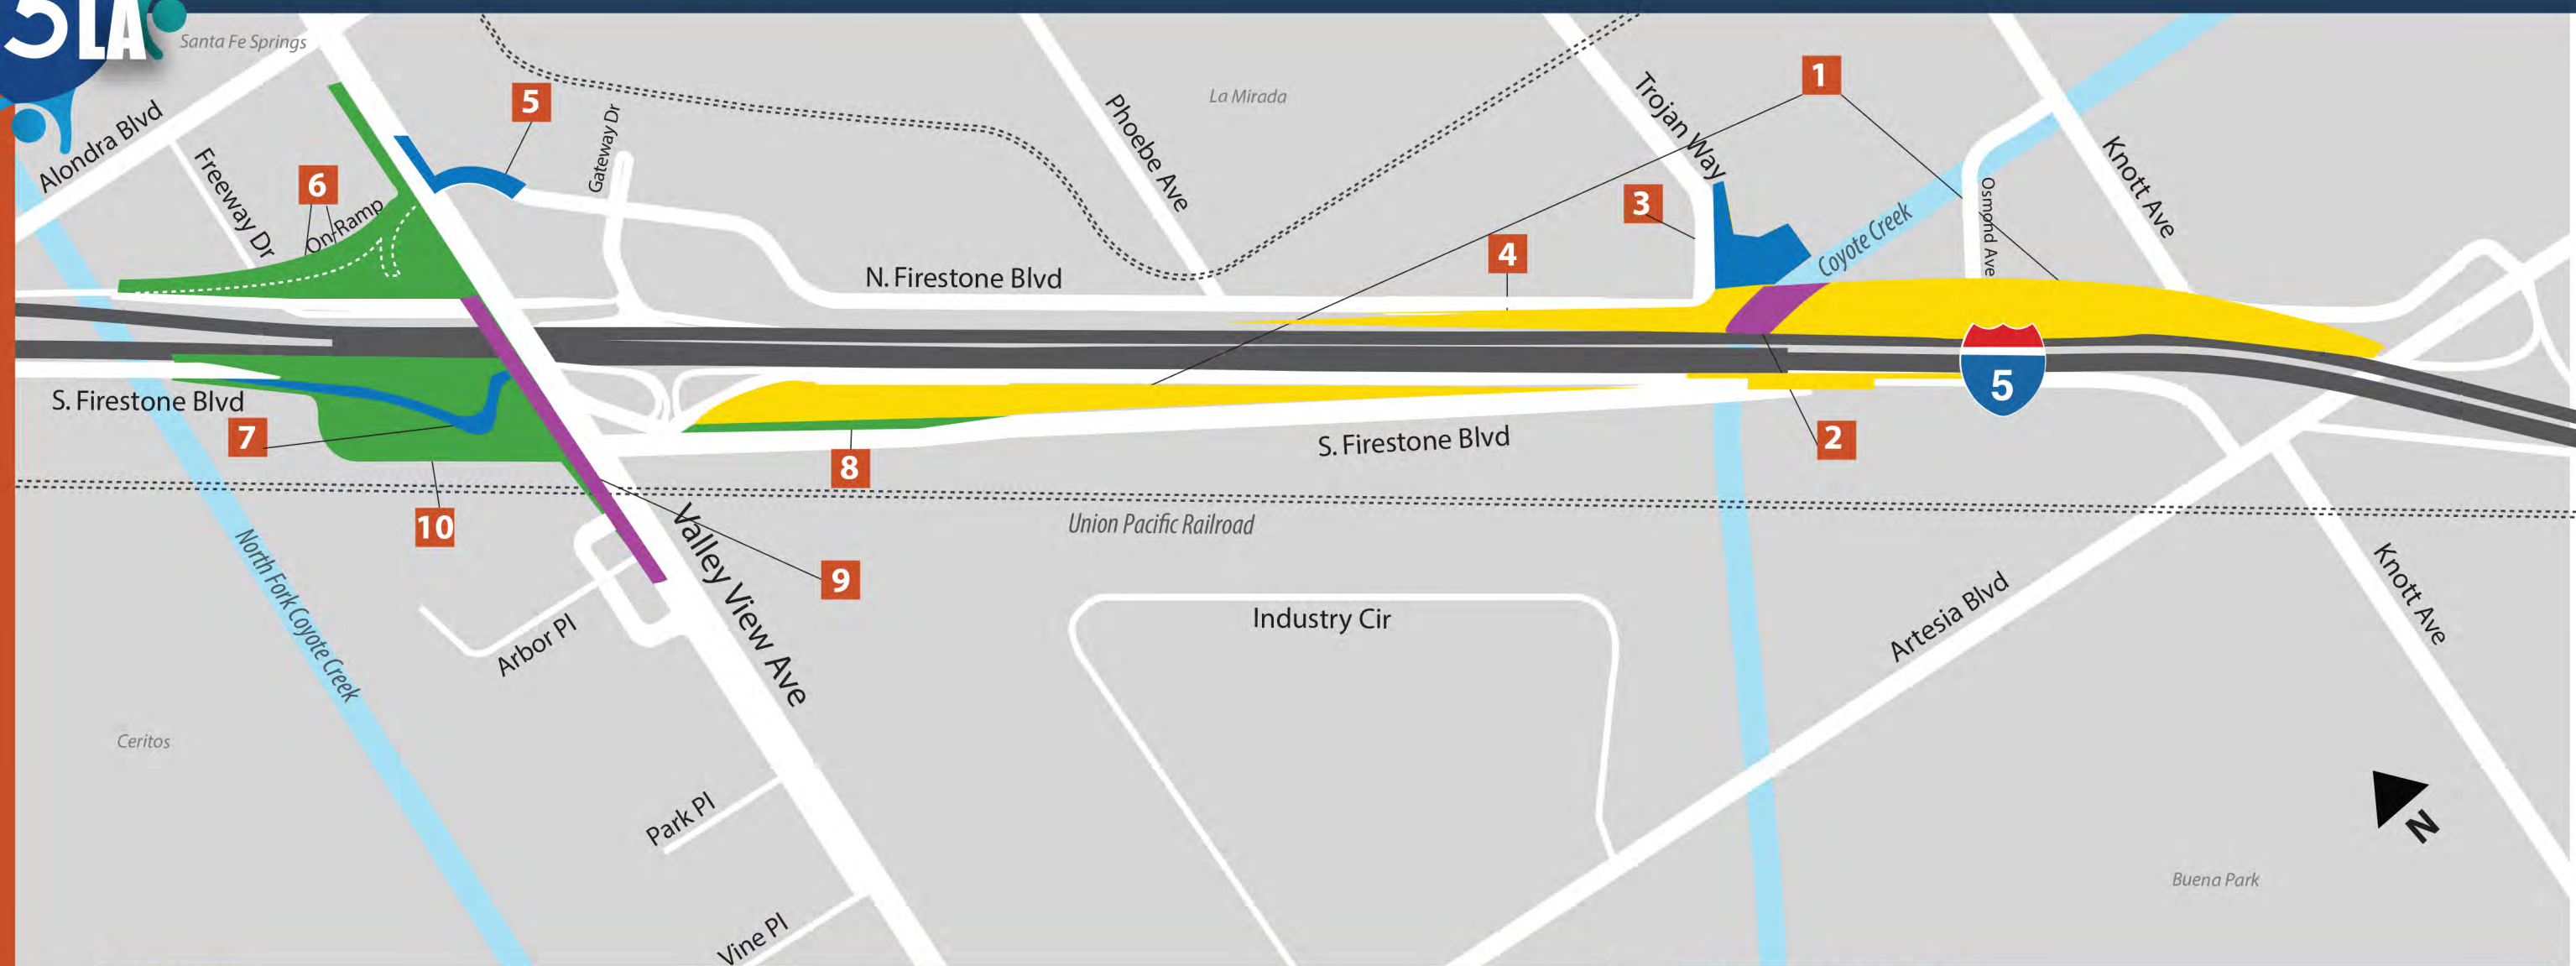 5 LA
Santa Fe Springs
La Mirada
1
5
Gateway Dr
Trojan Way
Phoebe Ave
Alondra Blvd
Freeway Dr
6
On-Ramp
3
4
Coyote Creek
Osmond Ave
Knott Ave
N. Firestone Blvd
5
S. Firestone Blvd
7
8
S. Firestone Blvd
2
10
Union Pacific Railroad
9
Valley View Ave
North Fork Coyote Creek
Arbor Pl
Industry Cir
Artesia Blvd
Knott Ave
Ceritos
Park Pl
N
Buena Park
Vine Pl